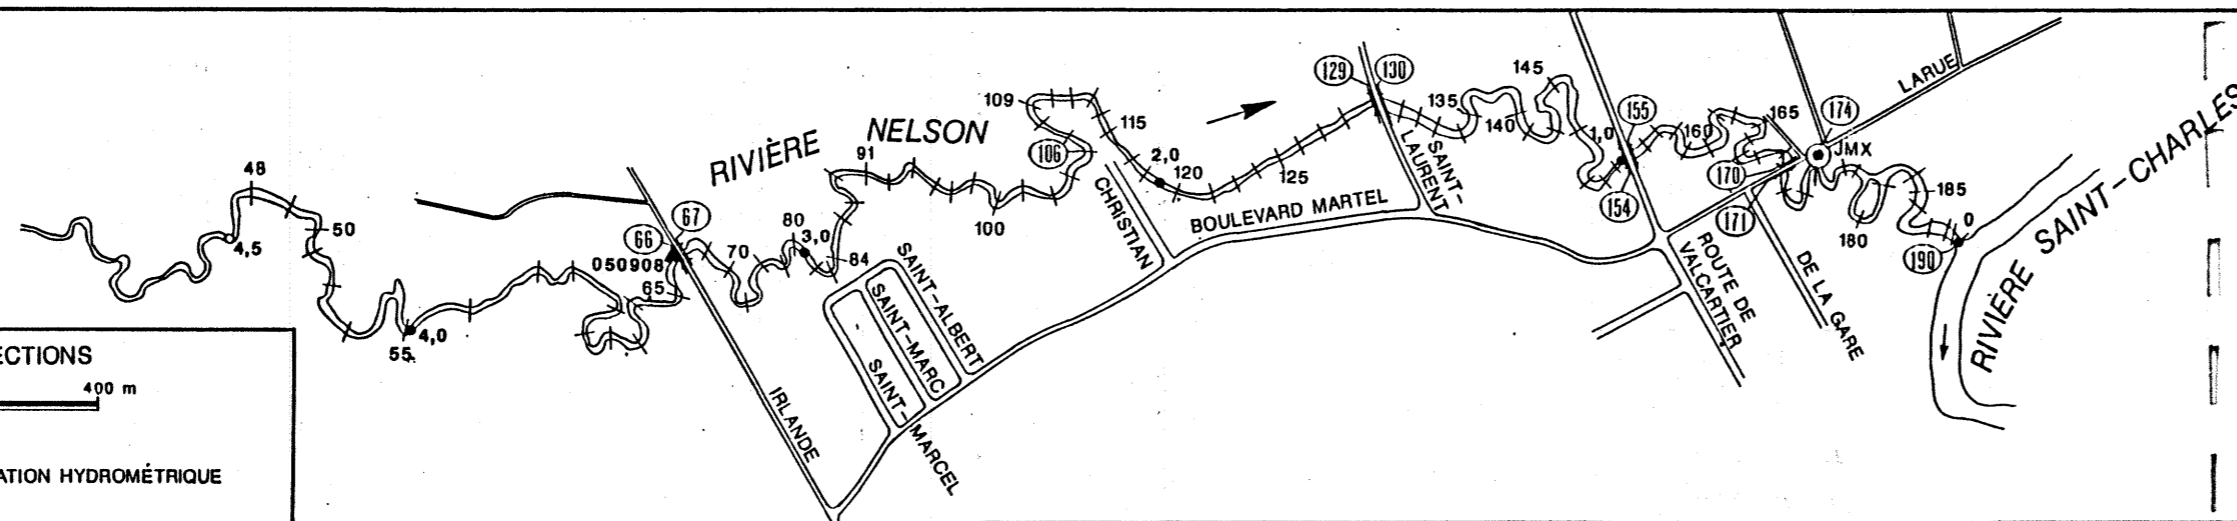 RIVIÈRE NELSON
48
50
4,5
55
4,0
050908
65
66
67
70
80
3,0
84
91
100
106
109
115
2,0
120
125
129
130
135
140
145
1,0
154
155
160
165
170
171
174
JMX
180
185
190
0
IRLANDE
SAINT-ALBERT
SAINT-MARC
SAINT-
MARCEL
CHRISTIAN
BOULEVARD MARTEL
SAINT-
LAURENT
ROUTE DE
VALCARTIER
DE LA GARE
LARUE
RIVIÈRE SAINT-CHARLES
ECTIONS
400 m
ATION HYDROMÉTRIQUE